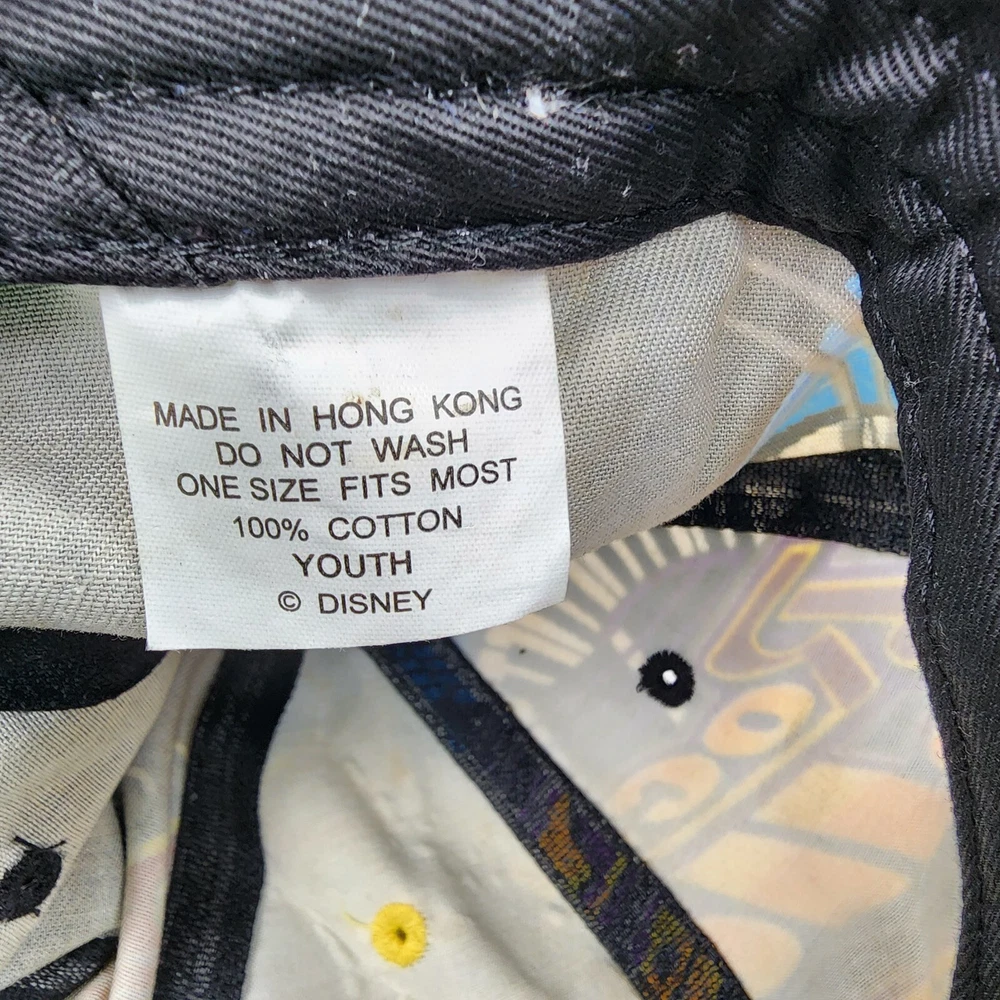 MADE IN HONG KONG
DO NOT WASH
ONE SIZE FITS MOST
100% COTTON
YOUTH
© DISNEY